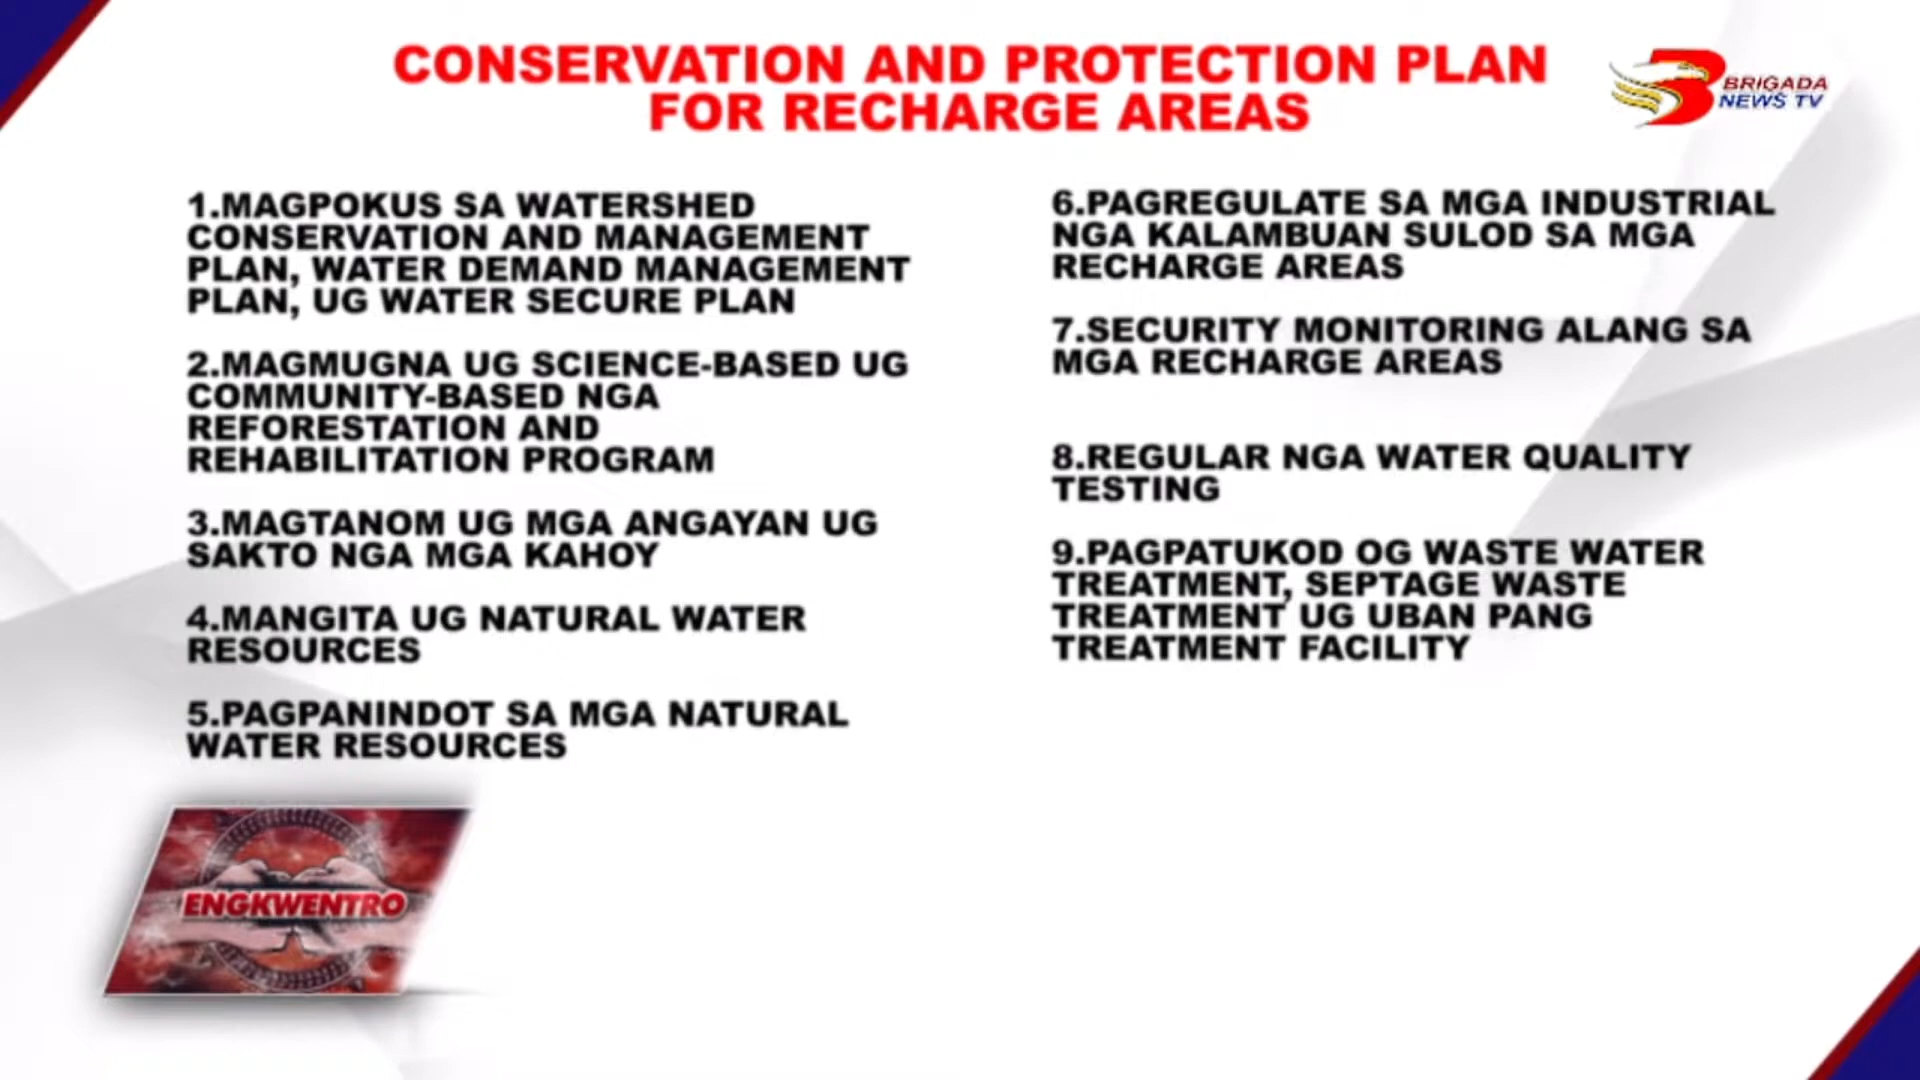 CONSERVATION AND PROTECTION PLAN
FOR RECHARGE AREAS
BRIGADA
NEWS TV
1.MAGPOKUS SA WATERSHED
CONSERVATION AND MANAGEMENT
PLAN, WATER DEMAND MANAGEMENT
PLAN, UG WATER SECURE PLAN
2.MAGMUGNA UG SCIENCE-BASED UG
COMMUNITY-BASED NGA
REFORESTATION AND
REHABILITATION PROGRAM
3.MAGTANOM UG MGA ANGAYAN UG
SAKTO NGA MGA KAHOY
4.MANGITA UG NATURAL WATER
RESOURCES
5.PAGPANINDOT SA MGA NATURAL
WATER RESOURCES
6.PAGREGULATE SA MGA INDUSTRIAL
NGA KALAMBUAN SULOD SA MGA
RECHARGE AREAS
7.SECURITY MONITORING ALANG SA
MGA RECHARGE AREAS
8.REGULAR NGA WATER QUALITY
TESTING
9.PAGPATUKOD OG WASTE WATER
TREATMENT, SEPTAGE WASTE
TREATMENT UG UBAN PANG
TREATMENT FACILITY
ENGKWENTRO